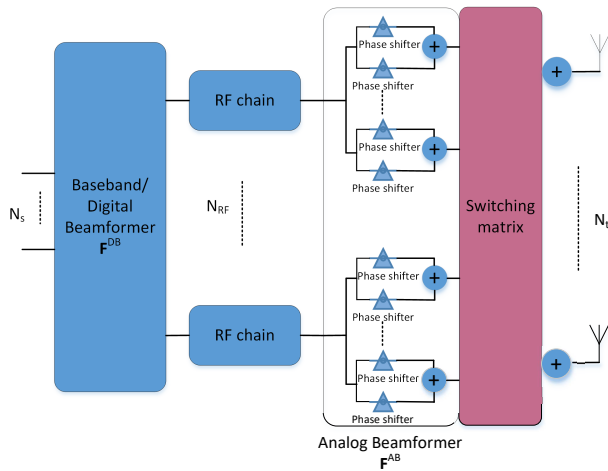 Phase shifter
Phase shifter
RF chain
Phase shifter
Phase shifter
Baseband/
Digital
Beamformer
F^DB
N_s
N_RF
Switching
matrix
N_t
Phase shifter
Phase shifter
RF chain
Phase shifter
Phase shifter
Analog Beamformer
F^AB
+
+
+
+
+
+